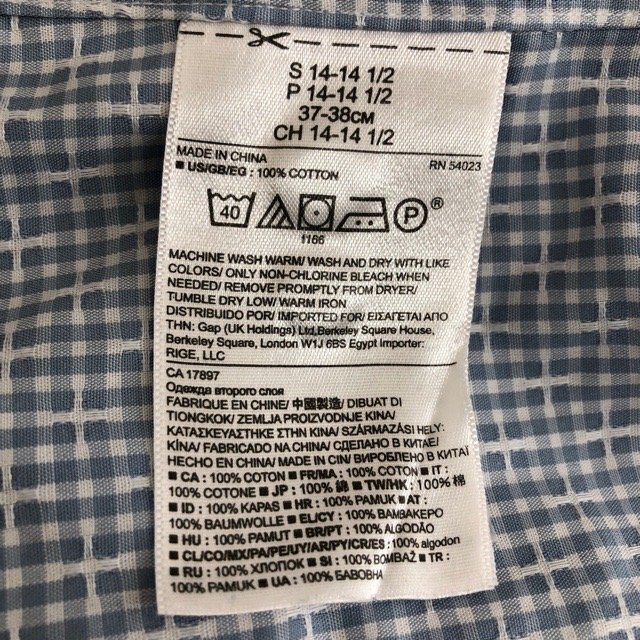 S 14-14 1/2
P 14-14 1/2
37-38CM
CH 14-14 1/2
MADE IN CHINA RN 54023
■ US/GB/EG : 100% COTTON
40 P ®
1166
MACHINE WASH WARM/ WASH AND DRY WITH LIKE
COLORS/ ONLY NON-CHLORINE BLEACH WHEN
NEEDED/ REMOVE PROMPTLY FROM DRYER/
TUMBLE DRY LOW/ WARM IRON
DISTRIBUIDO POR/ IMPORTED FOR/ ΕΙΣΑΓΕΤΑΙ ΑΠΟ
THN: Gap (UK Holdings) Ltd,Berkeley Square House,
Berkeley Square, London W1J 6BS Egypt Importer:
RIGE, LLC
CA 17897
Одежда второго слоя
FABRIQUE EN CHINE/ 中國製造/ DIBUAT DI
TIONGKOK/ ZEMLJA PROIZVODNJE KINA/
ΚΑΤΑΣΚΕΥΑΣΤΗΚΕ ΣΤΗΝ ΚΙΝΑ/ SZÁRMAZÁSI HELY:
KÍNA/ FABRICADO NA CHINA/ СДЕЛАНО В КИТАЕ/
HECHO EN CHINA/ MADE IN CIN/ ВИРОБЛЕНО В КИТАЇ
■ CA : 100% COTTON ■ FR/MA : 100% COTON ■ IT :
100% COTONE ■ JP : 100% 綿 ■ TW/HK : 100% 棉
■ ID : 100% KAPAS ■ HR : 100% PAMUK ■ AT :
100% BAUMWOLLE ■ EL/CY : 100% ΒΑΜΒΑΚΕΡΟ
■ HU : 100% PAMUT ■ BR/PT : 100% ALGODÃO
■ CL/CO/MX/PA/PE/UY/AR/PY/CR/ES : 100% algodon
■ RU : 100% ХЛОПОК ■ SI : 100% BOMBAŽ ■ TR :
100% PAMUK ■ UA : 100% БАВОВНА